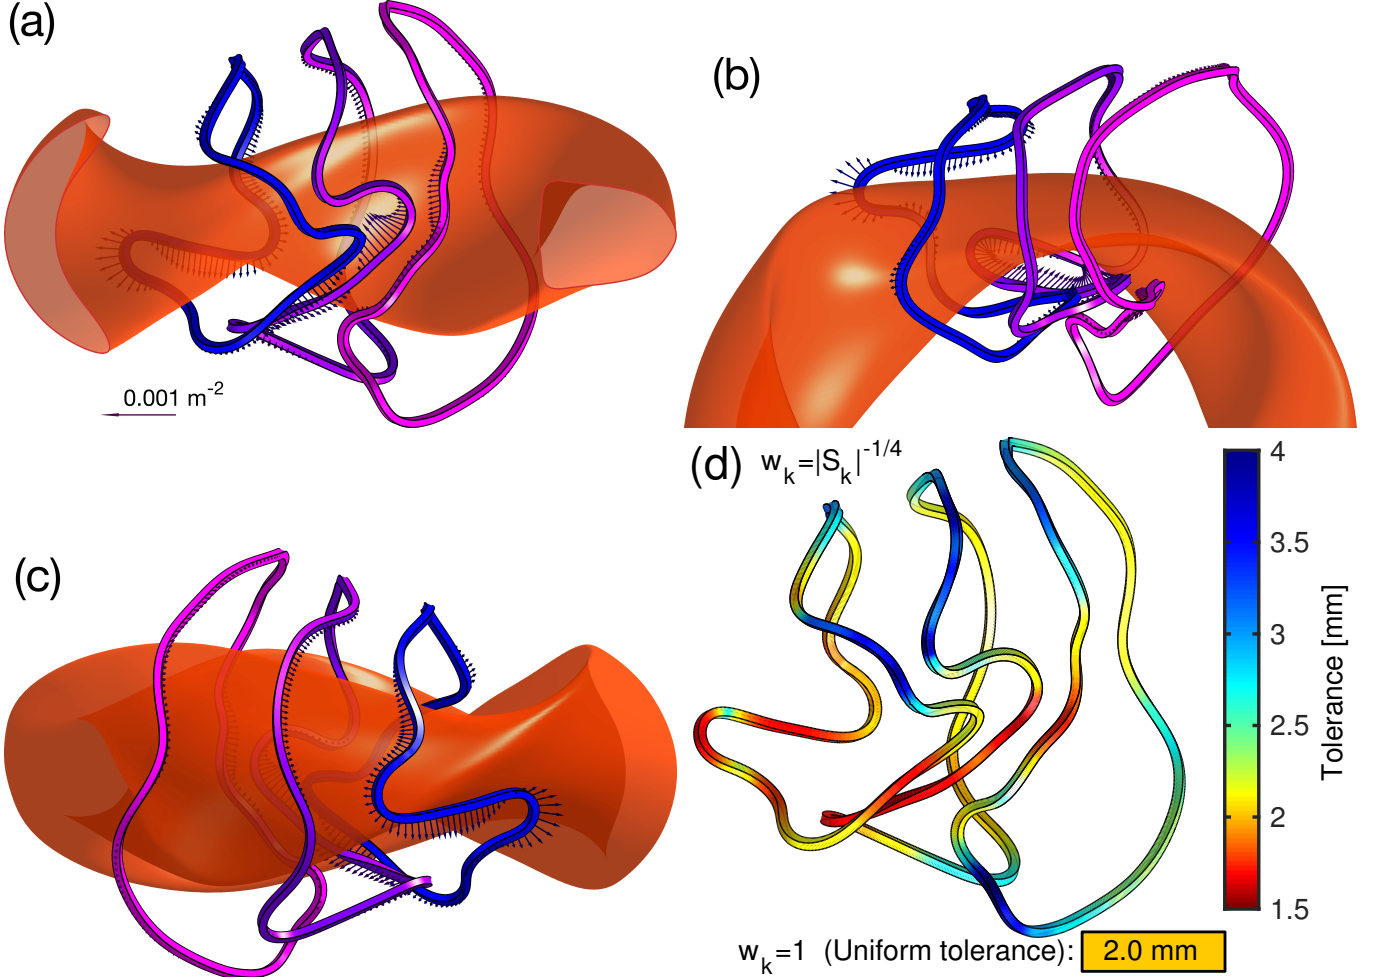 (a)
(b)
0.001 m-2
(d) wk=|Sk|-1/4
4
3.5
(c)
3
2.5
2
1.5
Tolerance [mm]
wk=1 (Uniform tolerance): 2.0 mm